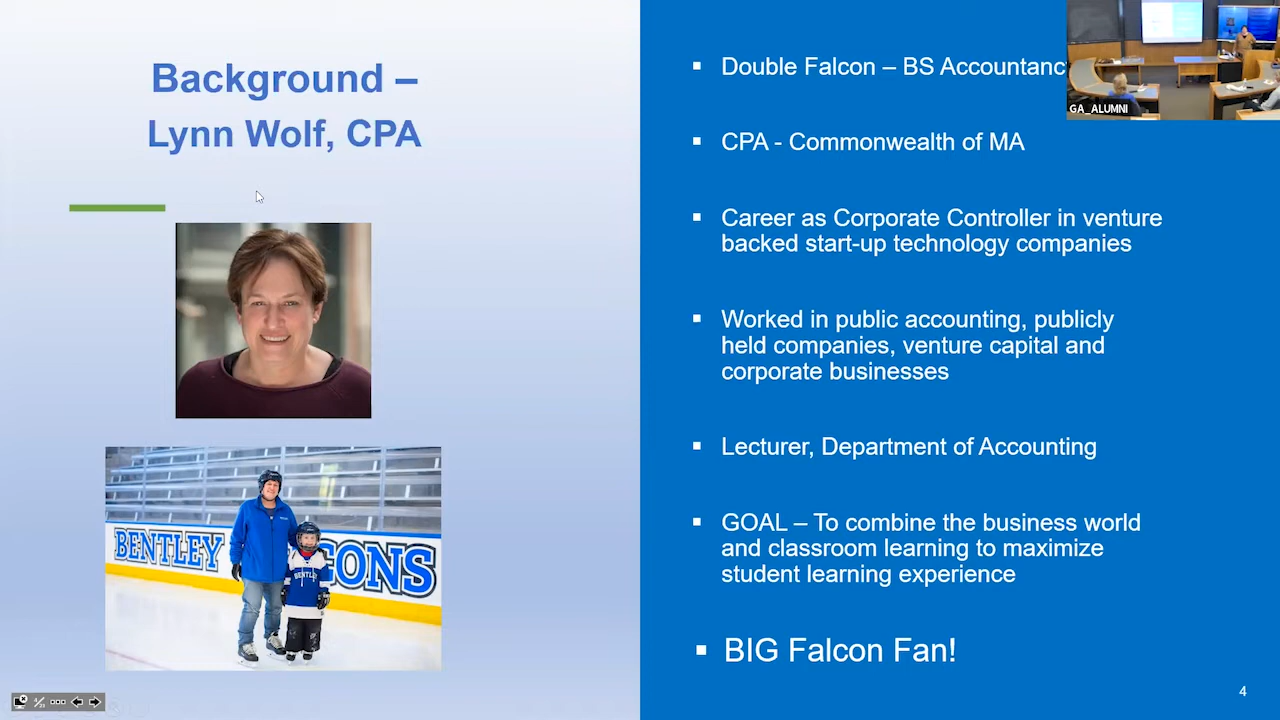 Background –
Lynn Wolf, CPA
BENTLEY
CONS
BENTLEY
▪ Double Falcon – BS Accountanc
GA_ALUMNI
▪ CPA - Commonwealth of MA
▪ Career as Corporate Controller in venture
backed start-up technology companies
▪ Worked in public accounting, publicly
held companies, venture capital and
corporate businesses
▪ Lecturer, Department of Accounting
▪ GOAL – To combine the business world
and classroom learning to maximize
student learning experience
▪ BIG Falcon Fan!
4